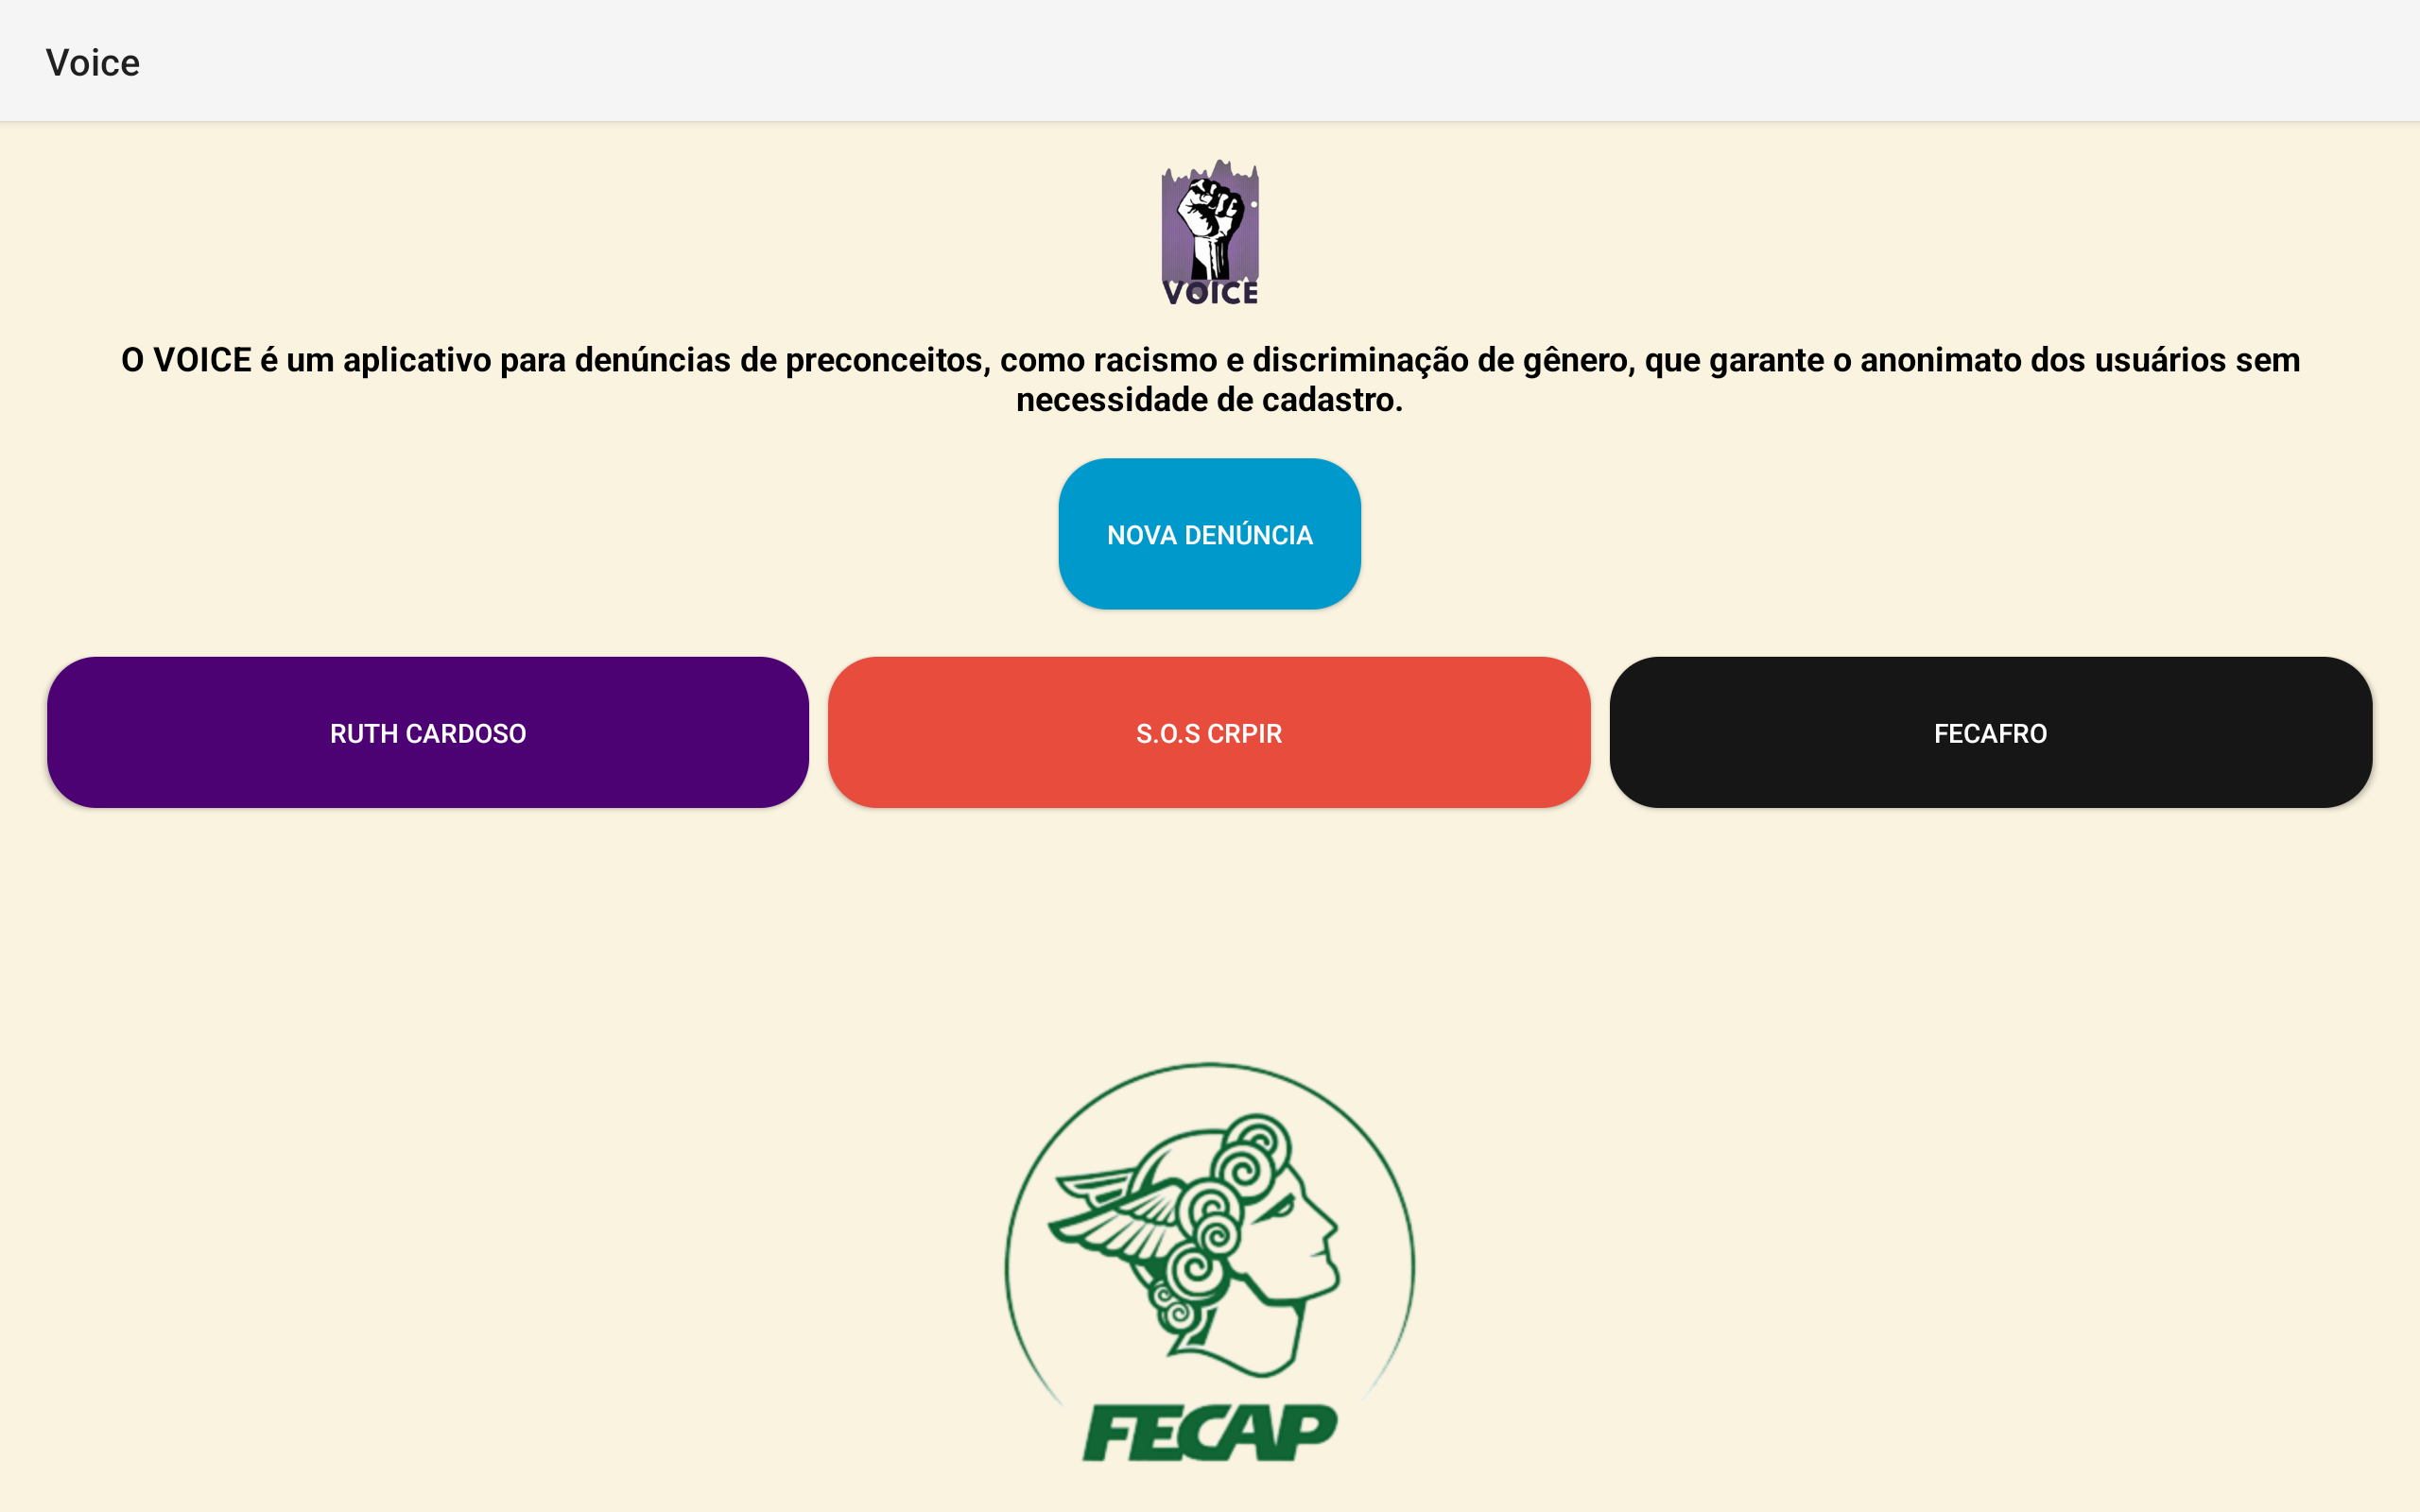 Voice
VOICE
O VOICE é um aplicativo para denúncias de preconceitos, como racismo e discriminação de gênero, que garante o anonimato dos usuários sem
necessidade de cadastro.
NOVA DENÚNCIA
RUTH CARDOSO
S.O.S CRPIR
FECAFRO
FECAP